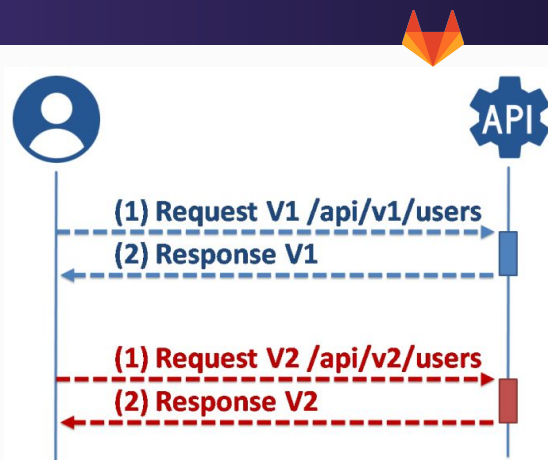 API
(1) Request V1 /api/v1/users
(2) Response V1
(1) Request V2 /api/v2/users
(2) Response V2